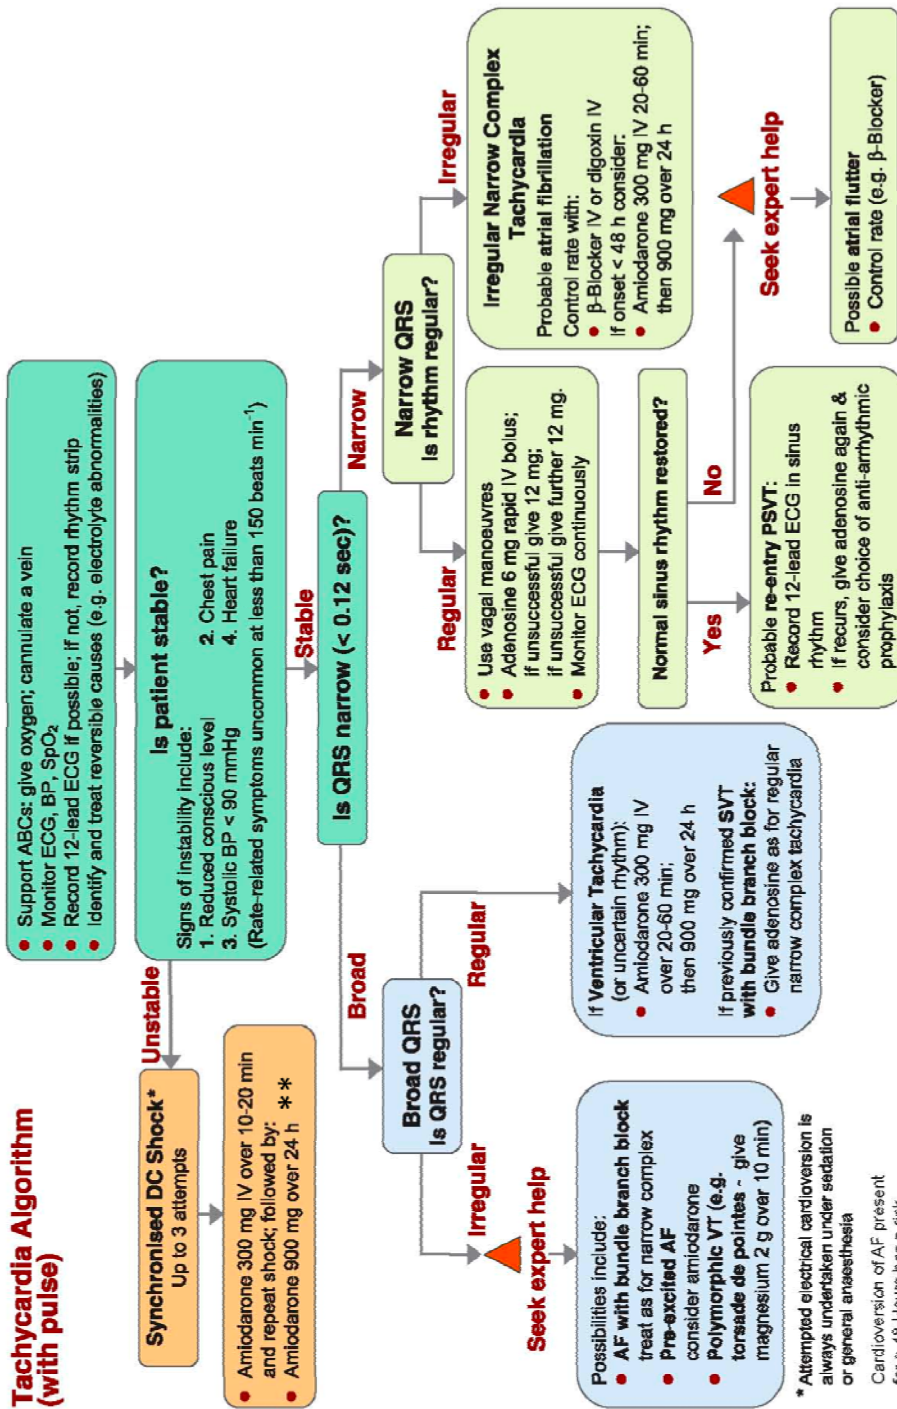 Tachycardia Algorithm
(with pulse)
• Support ABCs: give oxygen; cannulate a vein
• Monitor ECG, BP, SpO₂
• Record 12-lead ECG if possible; if not, record rhythm strip
• Identify and treat reversible causes (e.g. electrolyte abnormalities)
Is patient stable?
Signs of instability include:
1. Reduced conscious level 2. Chest pain
3. Systolic BP < 90 mmHg 4. Heart failure
(Rate-related symptoms uncommon at less than 150 beats min⁻¹)
Unstable
Synchronised DC Shock*
Up to 3 attempts
• Amiodarone 300 mg IV over 10-20 min
and repeat shock; followed by:
• Amiodarone 900 mg over 24 h **
Stable
Is QRS narrow (< 0.12 sec)?
Broad
Narrow
Broad QRS
Is QRS regular?
Narrow QRS
Is rhythm regular?
Irregular
Regular
Regular
Irregular
Seek expert help
Possibilities include:
• AF with bundle branch block
treat as for narrow complex
• Pre-excited AF
consider amiodarone
• Polymorphic VT (e.g.
torsade de pointes - give
magnesium 2 g over 10 min)
If Ventricular Tachycardia
(or uncertain rhythm):
• Amiodarone 300 mg IV
over 20-60 min;
then 900 mg over 24 h
If previously confirmed SVT
with bundle branch block:
• Give adenosine as for regular
narrow complex tachycardia
• Use vagal manoeuvres
• Adenosine 6 mg rapid IV bolus;
if unsuccessful give 12 mg;
if unsuccessful give further 12 mg.
• Monitor ECG continuously
Irregular Narrow Complex
Tachycardia
Probable atrial fibrillation
Control rate with:
• β-Blocker IV or digoxin IV
If onset < 48 h consider:
• Amiodarone 300 mg IV 20-60 min;
then 900 mg over 24 h
Normal sinus rhythm restored?
Yes
No
Probable re-entry PSVT:
• Record 12-lead ECG in sinus
rhythm
• If recurs, give adenosine again &
consider choice of anti-arrhythmic
prophylaxis
Seek expert help
Possible atrial flutter
• Control rate (e.g. β-Blocker)
* Attempted electrical cardioversion is
always undertaken under sedation
or general anaesthesia
Cardioversion of AF present